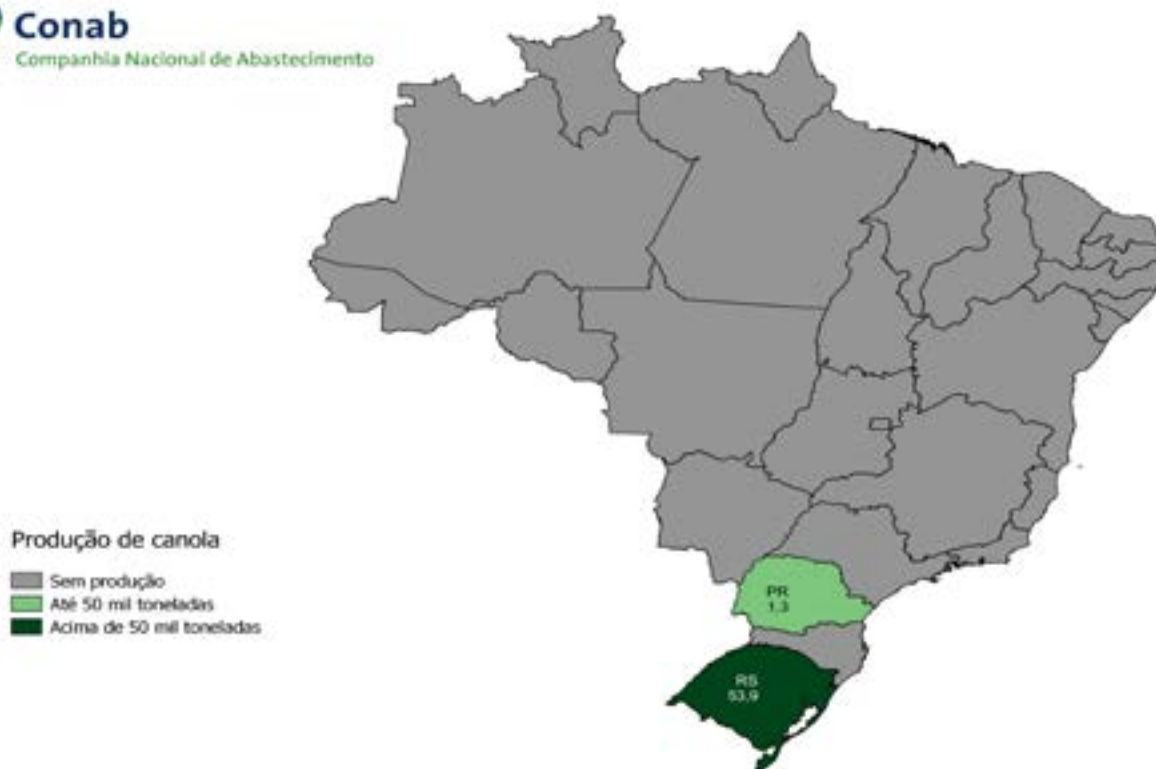 Conab
Companhia Nacional de Abastecimento
Produção de canola
Sem produção
Até 50 mil toneladas
Acima de 50 mil toneladas
PR
1,3
RS
53,9